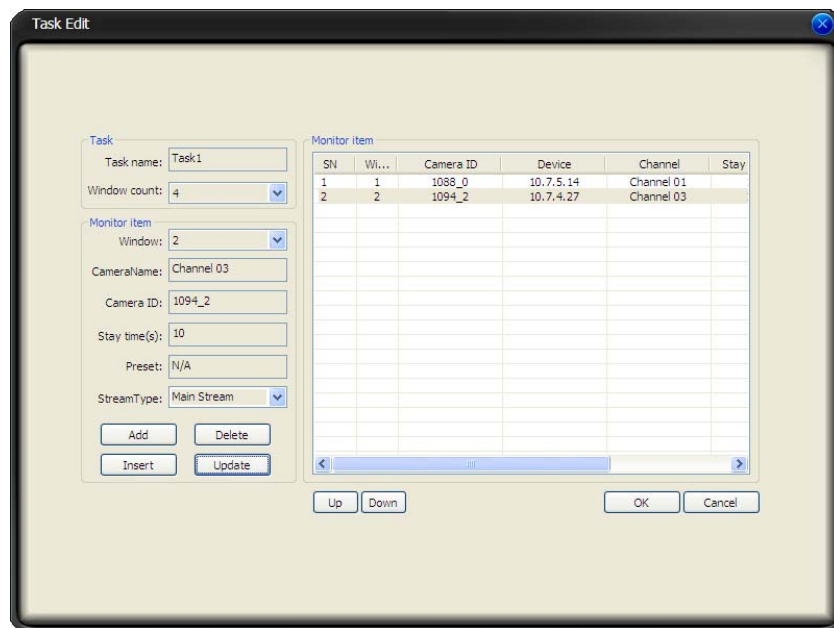 Task Edit
Task
Task name: Task1
Window count: 4
Monitor item
Window: 2
CameraName: Channel 03
Camera ID: 1094_2
Stay time(s): 10
Preset: N/A
StreamType: Main Stream
Add Delete
Insert Update
Monitor item
SN Wi... Camera ID Device Channel Stay
1 1 1088_0 10.7.5.14 Channel 01
2 2 1094_2 10.7.4.27 Channel 03
Up Down OK Cancel